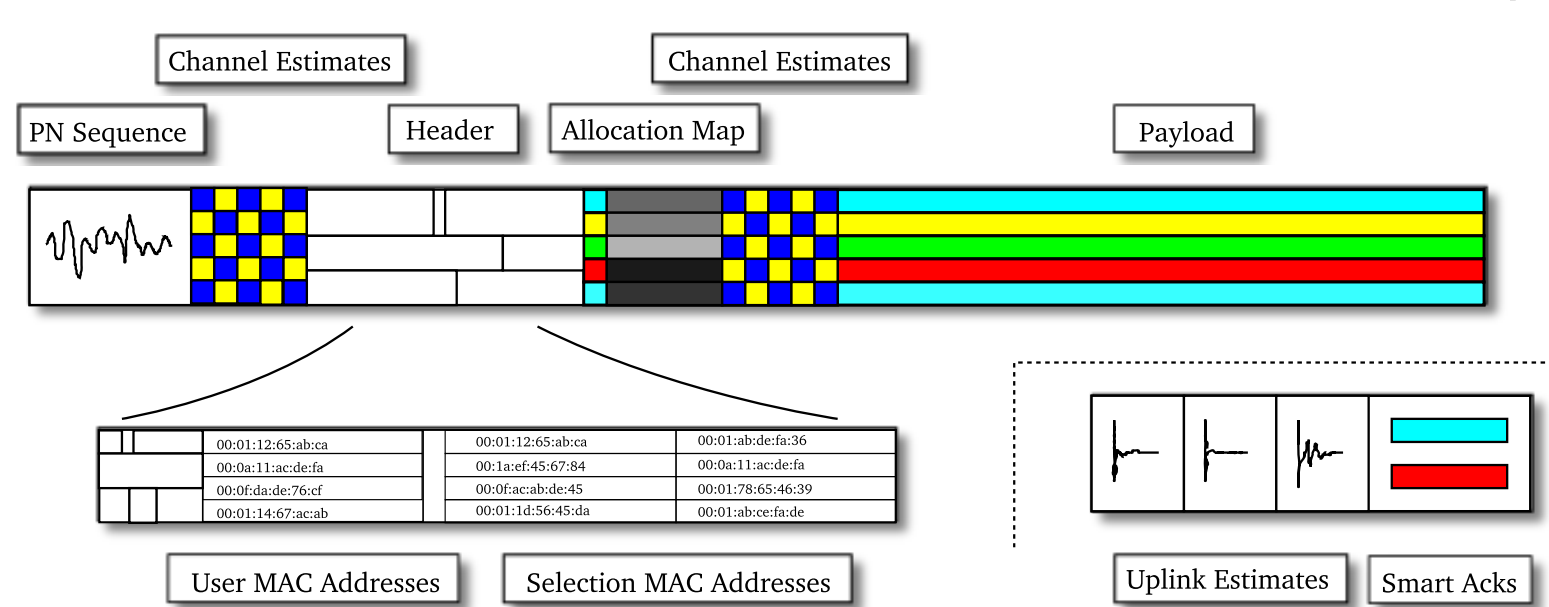 Channel Estimates
Channel Estimates
PN Sequence
Header
Allocation Map
Payload
00:01:12:65:ab:ca
00:01:12:65:ab:ca
00:01:ab:de:fa:36
00:0a:11:ac:de:fa
00:1a:ef:45:67:84
00:0a:11:ac:de:fa
00:0f:da:de:76:cf
00:0f:ac:ab:de:45
00:01:78:65:46:39
00:01:14:67:ac:ab
00:01:1d:56:45:da
00:01:ab:ce:fa:de
User MAC Addresses
Selection MAC Addresses
Uplink Estimates
Smart Acks